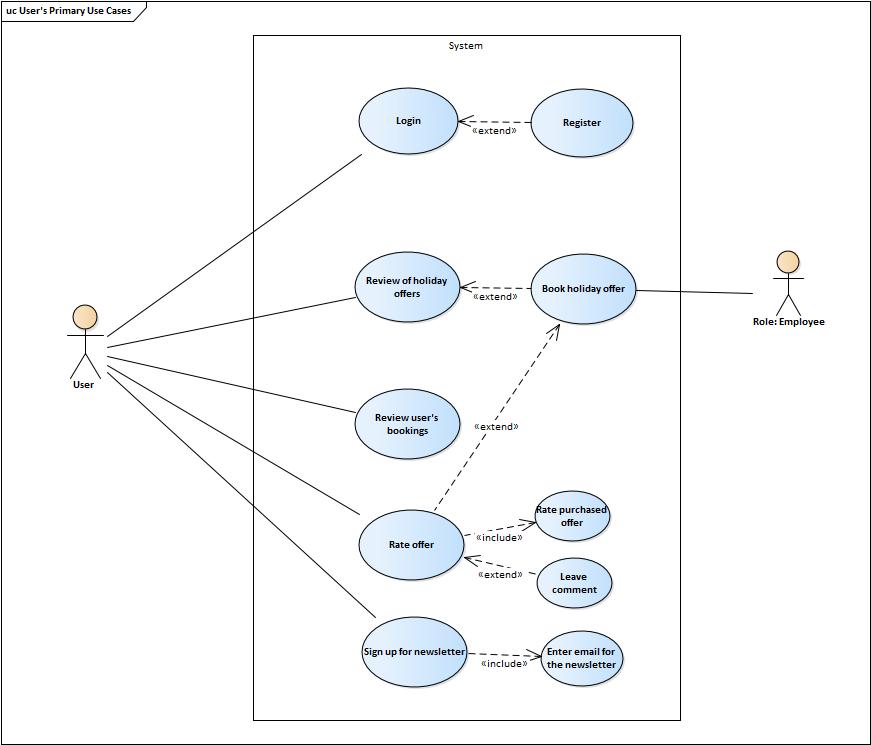 uc User's Primary Use Cases
System
Login
«extend»
Register
Review of holiday
offers
«extend»
Book holiday offer
Role: Employee
User
Review user's
bookings
«extend»
Rate offer
«include»
Rate purchased
offer
«extend»
Leave
comment
Sign up for newsletter
«include»
Enter email for
the newsletter